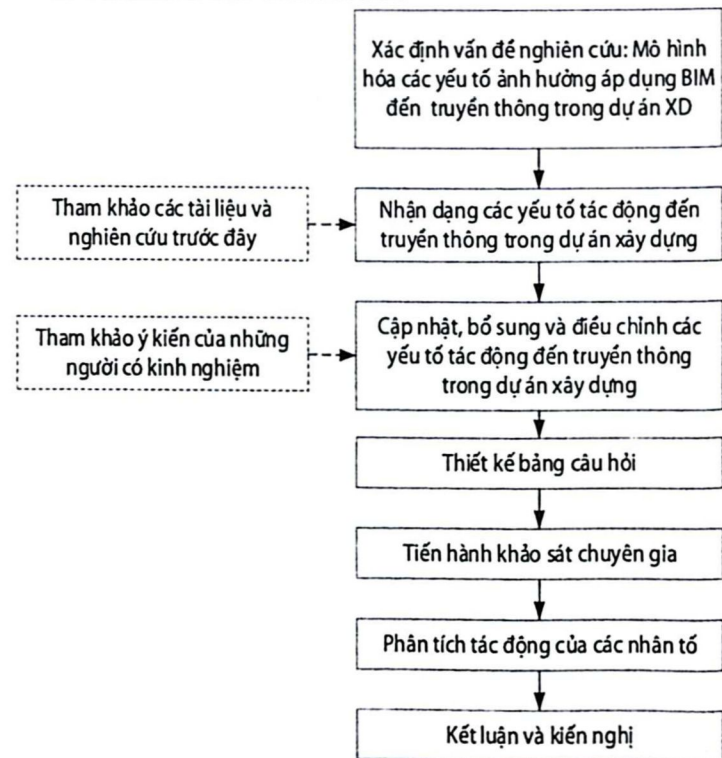 Xác định vấn đề nghiên cứu: Mô hình
hóa các yếu tố ảnh hưởng áp dụng BIM
đến truyền thông trong dự án XD
Tham khảo các tài liệu và
nghiên cứu trước đây
Nhận dạng các yếu tố tác động đến
truyền thông trong dự án xây dựng
Tham khảo ý kiến của những
người có kinh nghiệm
Cập nhật, bổ sung và điều chỉnh các
yếu tố tác động đến truyền thông
trong dự án xây dựng
Thiết kế bảng câu hỏi
Tiến hành khảo sát chuyên gia
Phân tích tác động của các nhân tố
Kết luận và kiến nghị